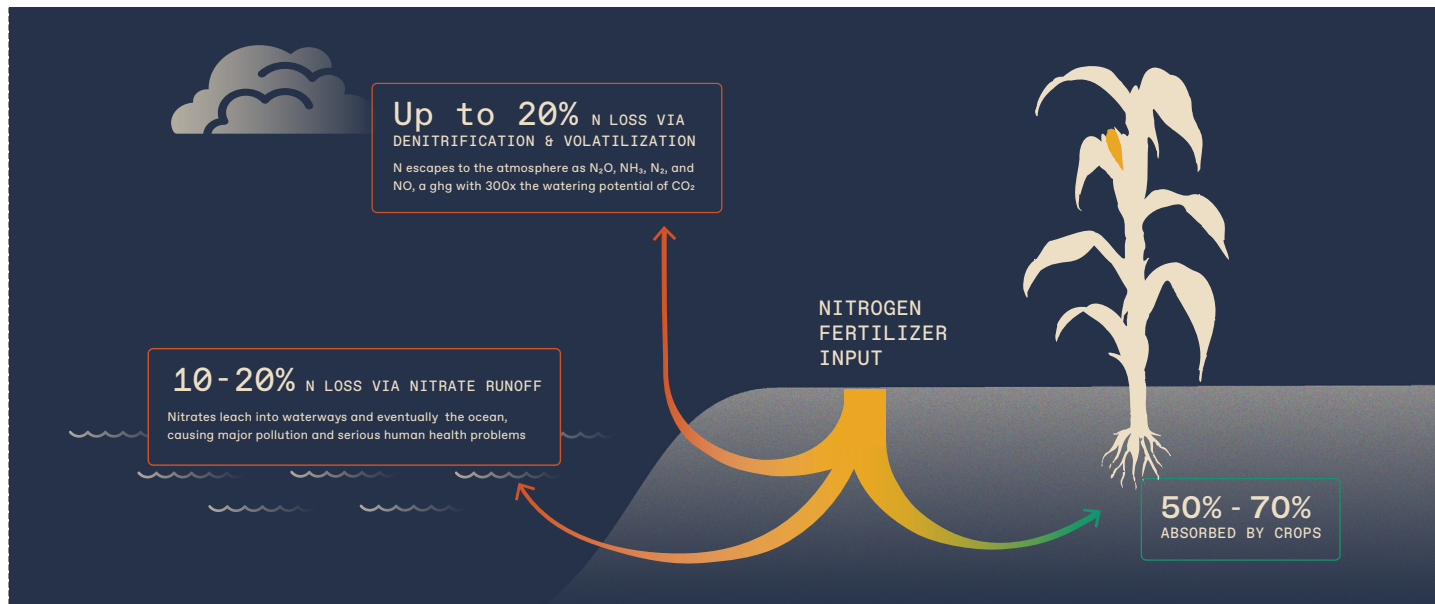 Up to 20% N LOSS VIA
DENITRIFICATION & VOLATILIZATION
N escapes to the atmosphere as N₂O, NH₃, N₂, and
NO, a ghg with 300x the watering potential of CO₂
NITROGEN
FERTILIZER
INPUT
10-20% N LOSS VIA NITRATE RUNOFF
Nitrates leach into waterways and eventually the ocean,
causing major pollution and serious human health problems
50% - 70%
ABSORBED BY CROPS